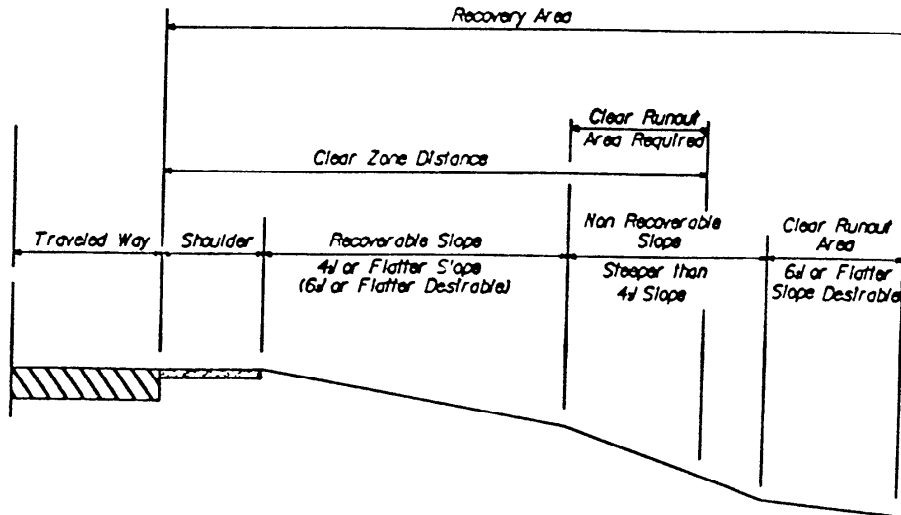 Recovery Area
Clear Runout
Area Required
Clear Zone Distance
Traveled Way
Shoulder
Recoverable Slope
4:1 or Flatter Slope
(6:1 or Flatter Desirable)
Non Recoverable
Slope
Steeper than
4:1 Slope
Clear Runout
Area
6:1 or Flatter
Slope Desirable